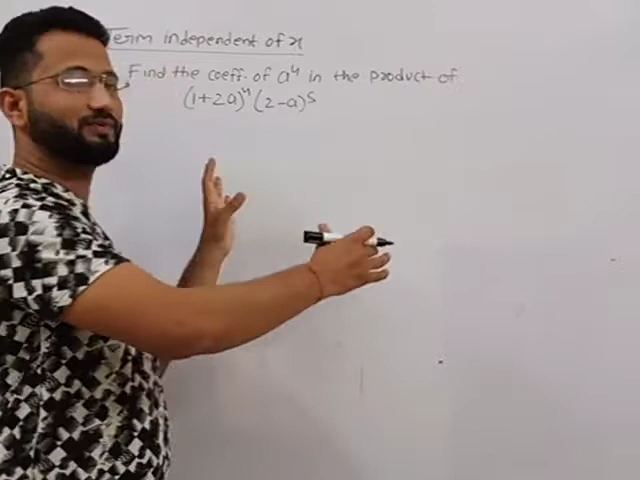 Term independent of x
Find the coeff. of a⁴ in the product of
(1+2a)⁴ (2-a)⁵